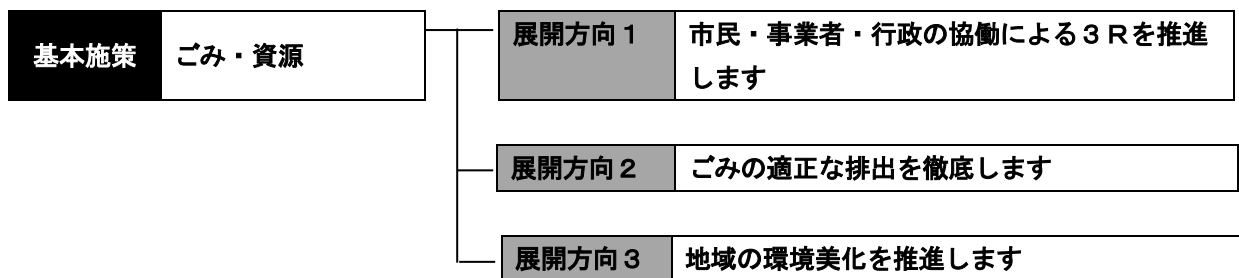 基本施策 ごみ・資源
展開方向１ 市民・事業者・行政の協働による３Ｒを推進
します
展開方向２ ごみの適正な排出を徹底します
展開方向３ 地域の環境美化を推進します